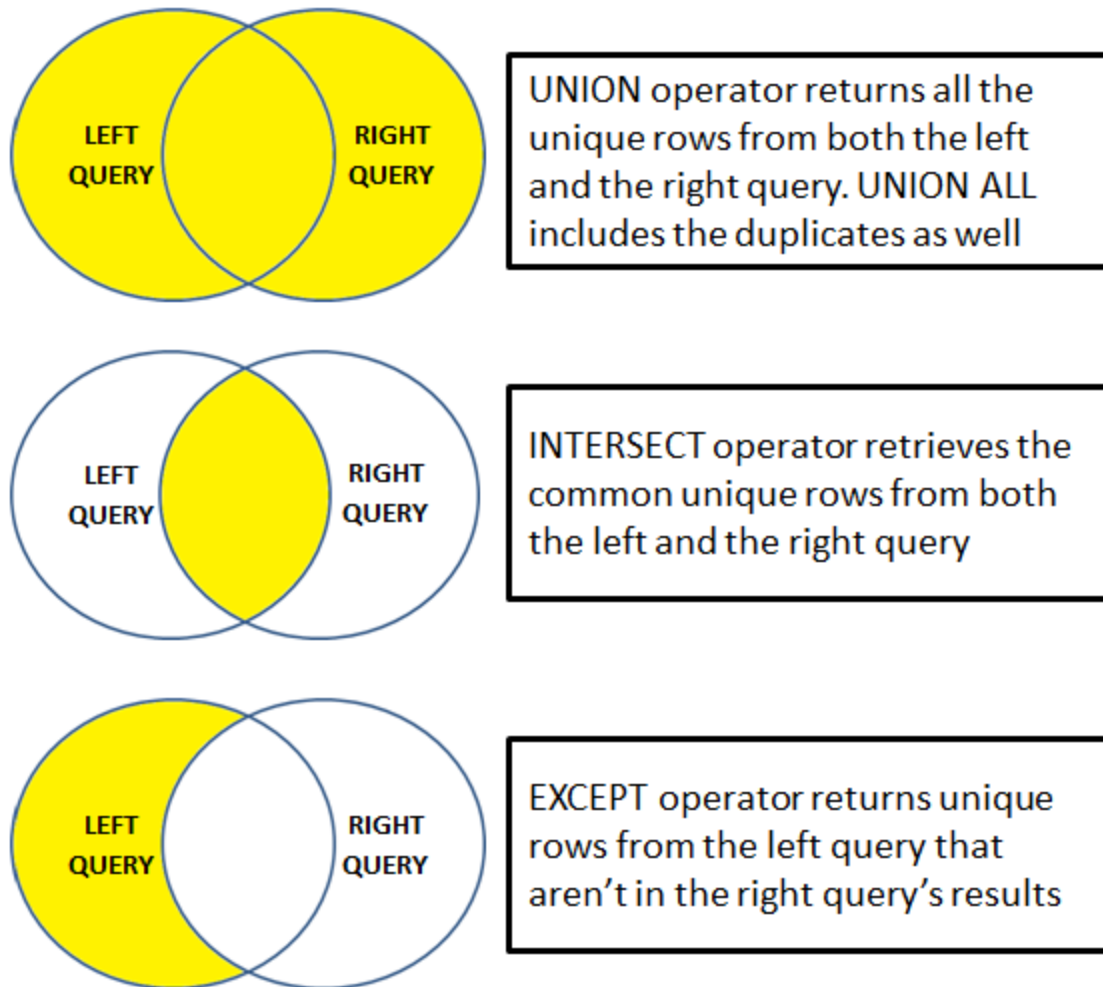 LEFT
QUERY
RIGHT
QUERY
UNION operator returns all the
unique rows from both the left
and the right query. UNION ALL
includes the duplicates as well
LEFT
QUERY
RIGHT
QUERY
INTERSECT operator retrieves the
common unique rows from both
the left and the right query
LEFT
QUERY
RIGHT
QUERY
EXCEPT operator returns unique
rows from the left query that
aren’t in the right query’s results